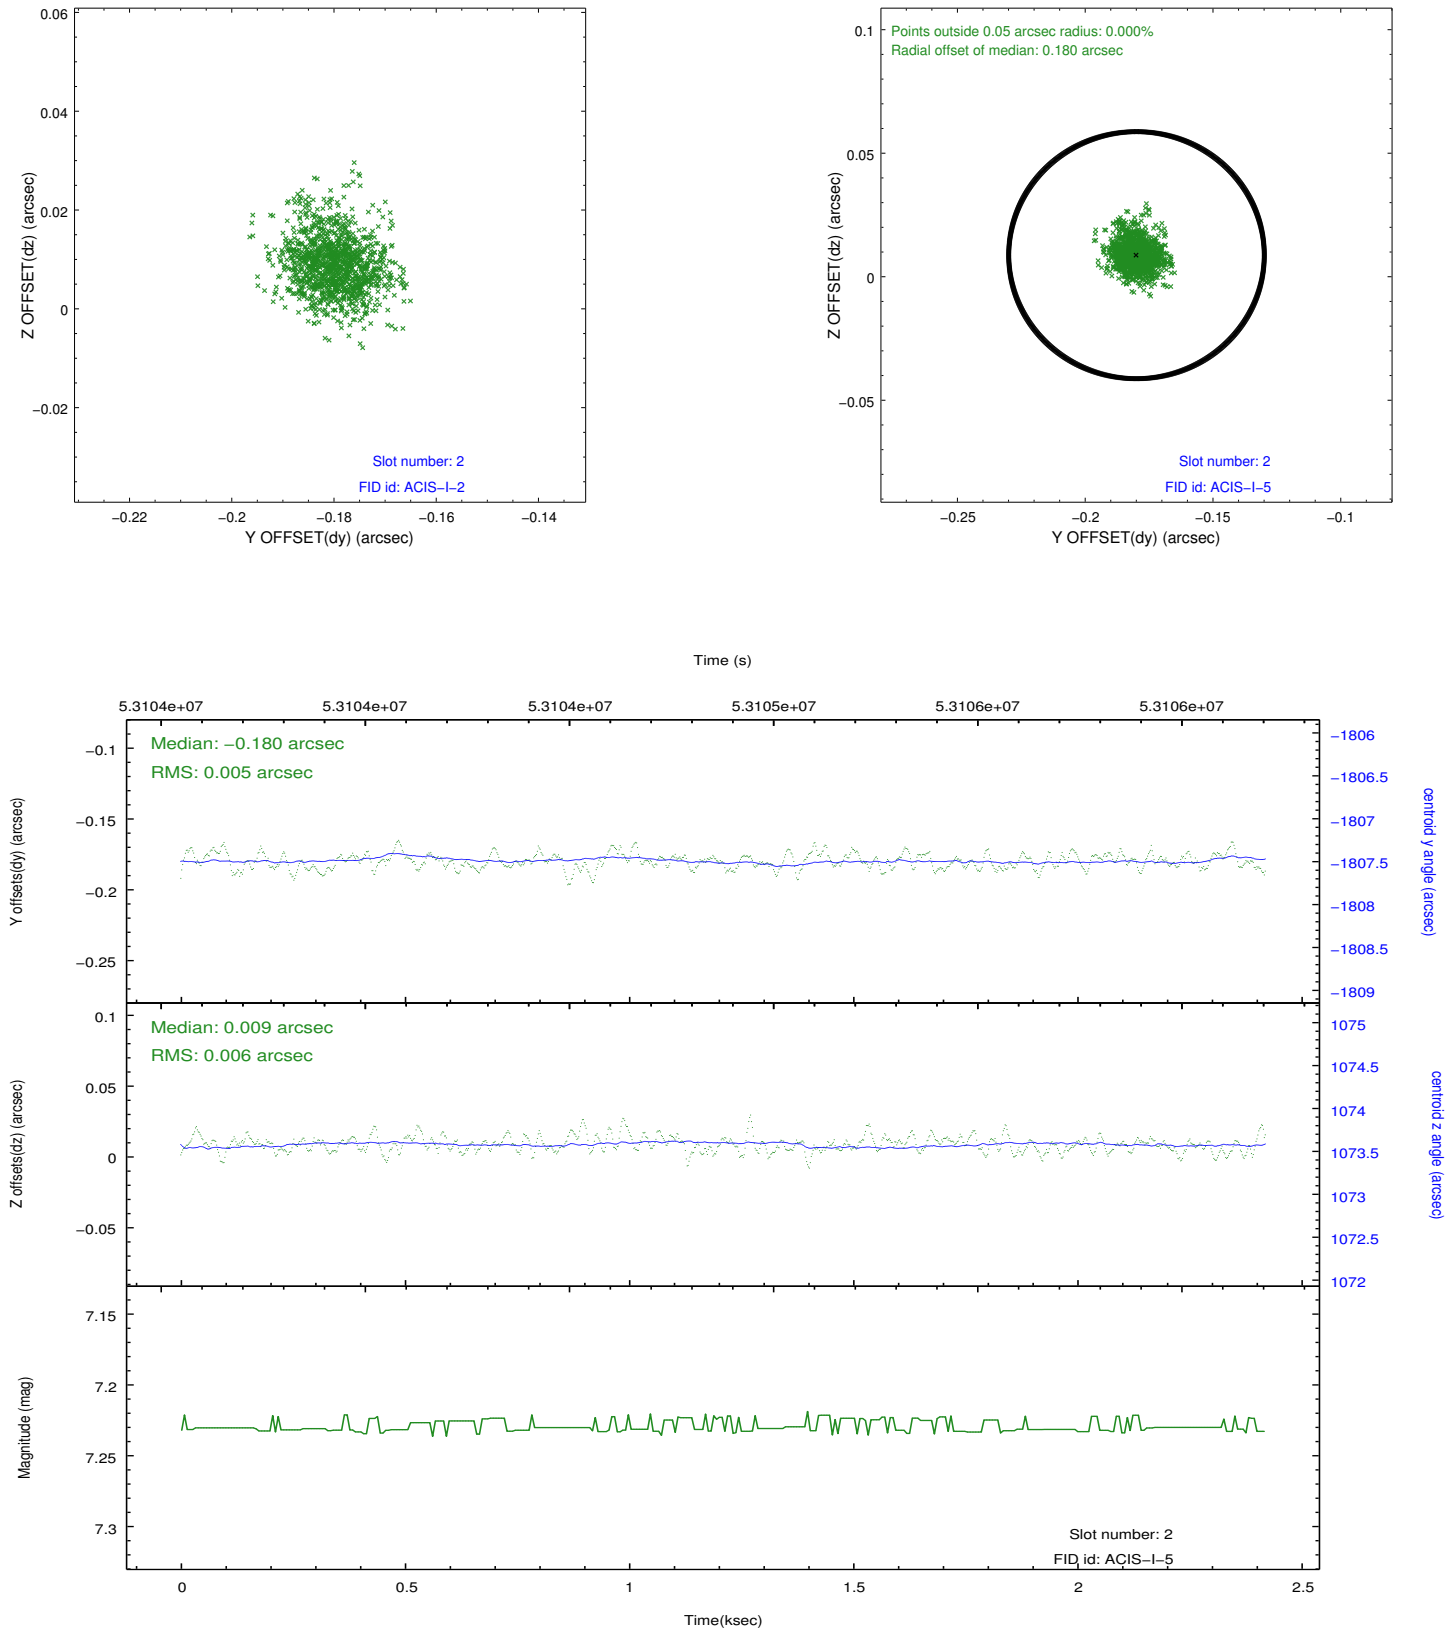 0.06
0.04
0.02
0
−0.02
Z OFFSET(dz) (arcsec)
Slot number: 2
FID id: ACIS−I−2
−0.22
−0.2
−0.18
−0.16
−0.14
Y OFFSET(dy) (arcsec)
Points outside 0.05 arcsec radius: 0.000%
Radial offset of median: 0.180 arcsec
0.1
0.05
0
−0.05
Z OFFSET(dz) (arcsec)
Slot number: 2
FID id: ACIS−I−5
−0.25
−0.2
−0.15
−0.1
Y OFFSET(dy) (arcsec)
Time (s)
5.3104e+07
5.3104e+07
5.3104e+07
5.3105e+07
5.3106e+07
5.3106e+07
Median: −0.180 arcsec
RMS: 0.005 arcsec
−0.1
−0.15
−0.2
−0.25
Y offsets(dy) (arcsec)
−1806
−1806.5
−1807
−1807.5
−1808
−1808.5
−1809
centroid y angle (arcsec)
Median: 0.009 arcsec
RMS: 0.006 arcsec
0.1
0.05
0
−0.05
Z offsets(dz) (arcsec)
1075
1074.5
1074
1073.5
1073
1072.5
1072
centroid z angle (arcsec)
7.15
7.2
7.25
7.3
Magnitude (mag)
Slot number: 2
FID id: ACIS−I−5
0
0.5
1
1.5
2
2.5
Time(ksec)